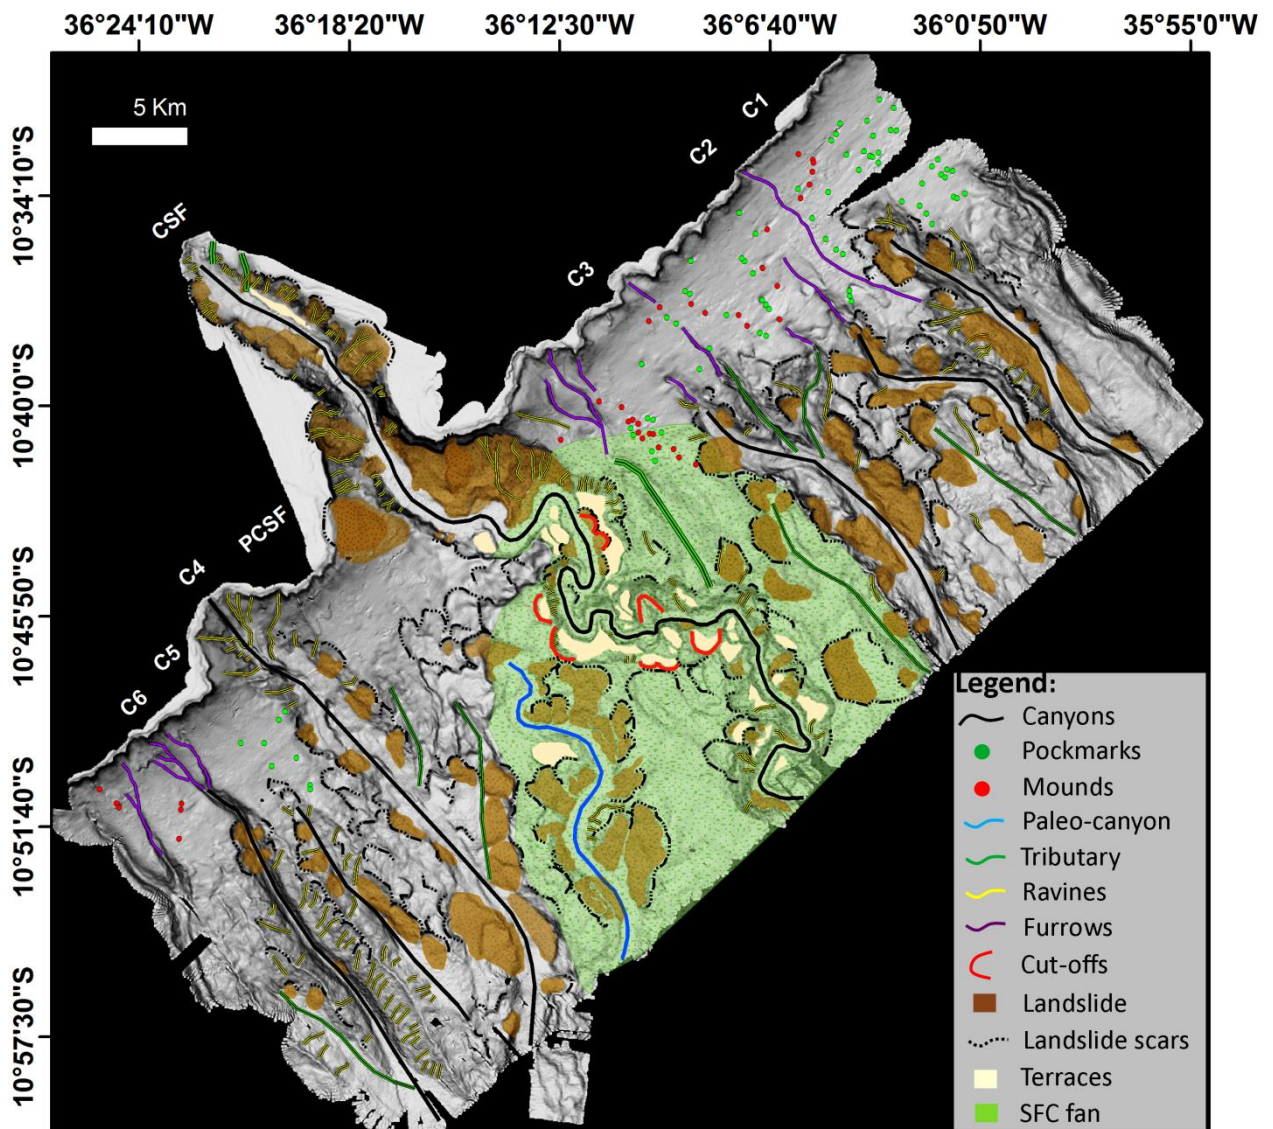 36°24'10"W 36°18'20"W 36°12'30"W 36°6'40"W 36°0'50"W 35°55"W
5 Km
C1
C2
10°34'10"S
CSF
C3
10°40'0"S
PCSF
C4
10°45'50"S
C5
C6
Legend:
Canyons
Pockmarks
Mounds
Paleo-canyon
Tributary
Ravines
Furrows
Cut-offs
Landslide
Landslide scars
Terraces
SFC fan
10°51'40"S
10°57'30"S